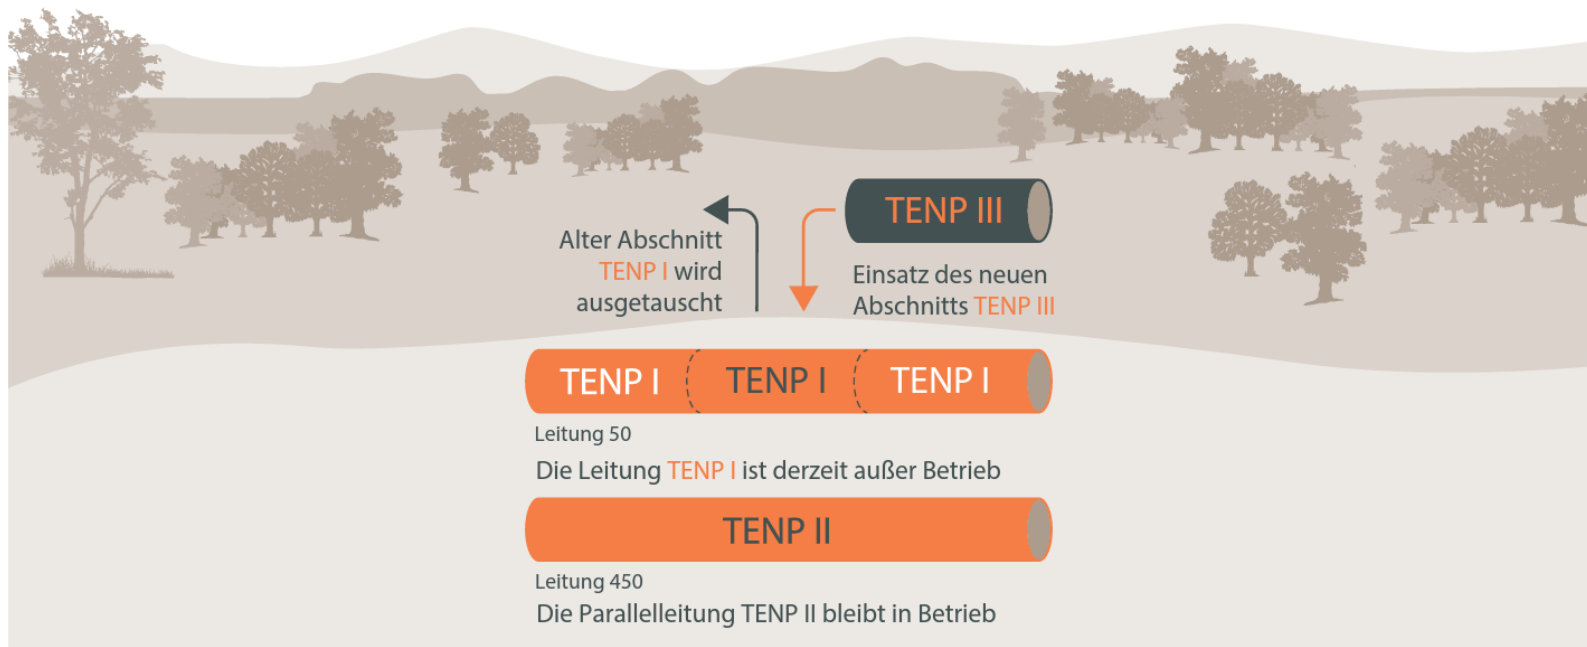 TENP III
Alter Abschnitt
TENP I wird
ausgetauscht
Einsatz des neuen
Abschnitts TENP III
TENP I TENP I TENP I
Leitung 50
Die Leitung TENP I ist derzeit außer Betrieb
TENP II
Leitung 450
Die Parallelleitung TENP II bleibt in Betrieb